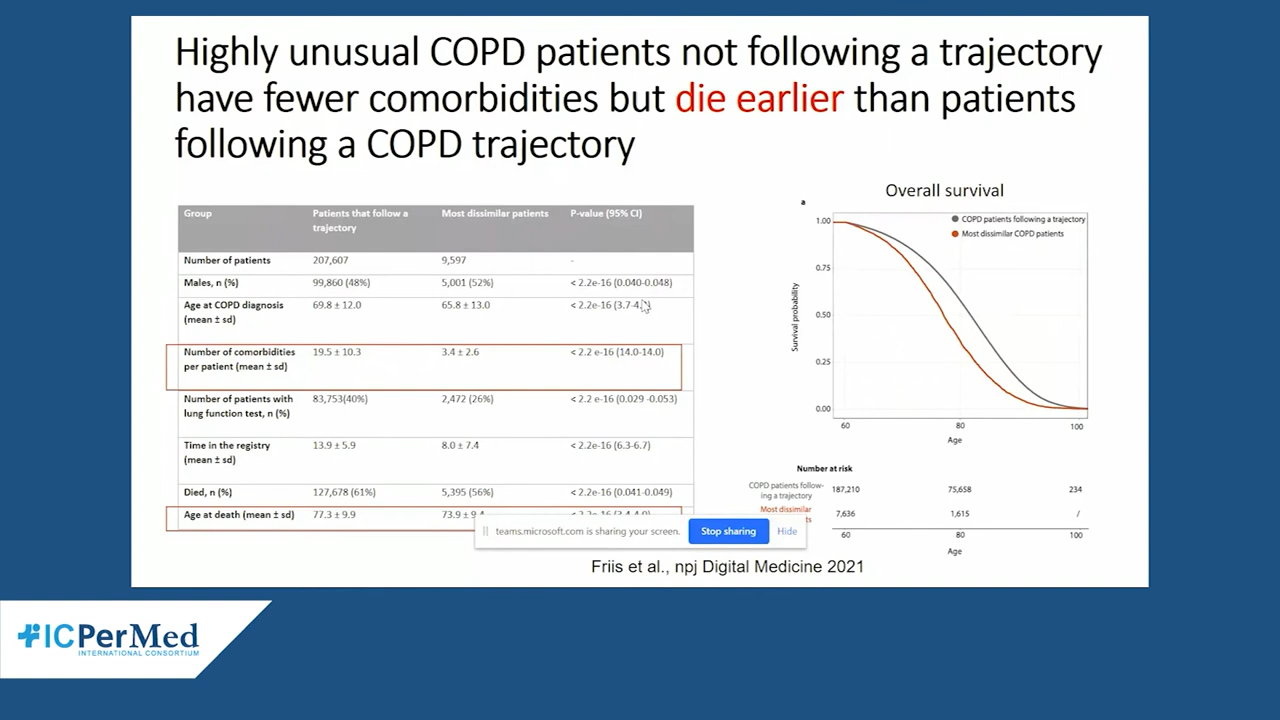 Highly unusual COPD patients not following a trajectory
have fewer comorbidities but die earlier than patients
following a COPD trajectory
Group
Patients that follow a
trajectory
Most dissimilar patients
P-value (95% CI)
Number of patients
207,607
9,597
-
Males, n (%)
99,860 (48%)
5,001 (52%)
< 2.2e-16 (0.040-0.048)
Age at COPD diagnosis
(mean ± sd)
69.8 ± 12.0
65.8 ± 13.0
< 2.2e-16
Number of comorbidities
per patient (mean ± sd)
19.5 ± 10.3
3.4 ± 2.6
< 2.2 e-16 (14.0-14.0)
Number of patients with
lung function test, n (%)
83,753(40%)
2,472 (26%)
< 2.2 e-16 (0.029 -0.053)
Time in the registry
(mean ± sd)
13.9 ± 5.9
8.0 ± 7.4
< 2.2e-16 (6.3-6.7)
Died, n (%)
127,678 (61%)
5,395 (56%)
< 2.2e-16 (0.041-0.049)
Age at death (mean ± sd)
77.3 ± 9.9
73.9 ±
Overall survival
a
COPD patients following a trajectory
Most dissimilar COPD patients
1.00
0.75
0.50
0.25
0.00
Survival probability
60
80
100
Age
Number at risk
COPD patients follow-
ing a trajectory
187,210
75,658
234
Most dissimilar
7,636
1,615
/
60
80
100
Age
teams.microsoft.com is sharing your screen.
Stop sharing
Hide
Friis et al., npj Digital Medicine 2021
ICPerMed
INTERNATIONAL CONSORTIUM